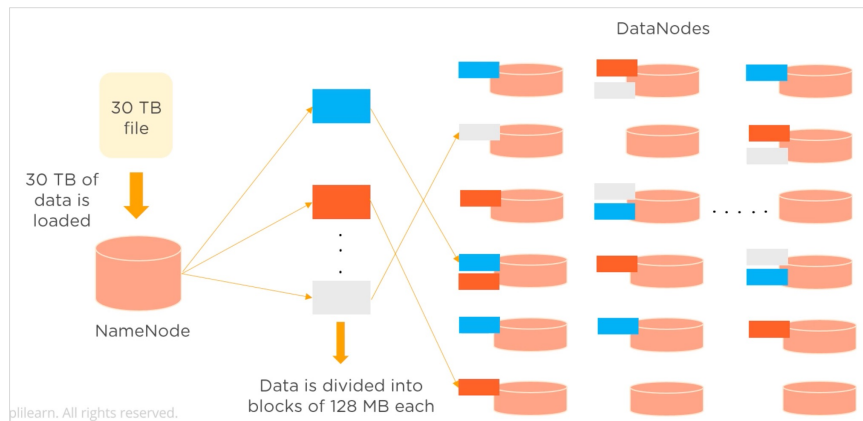 DataNodes
30 TB
file
30 TB of
data is
loaded
NameNode
Data is divided into
blocks of 128 MB each
plilearn. All rights reserved.